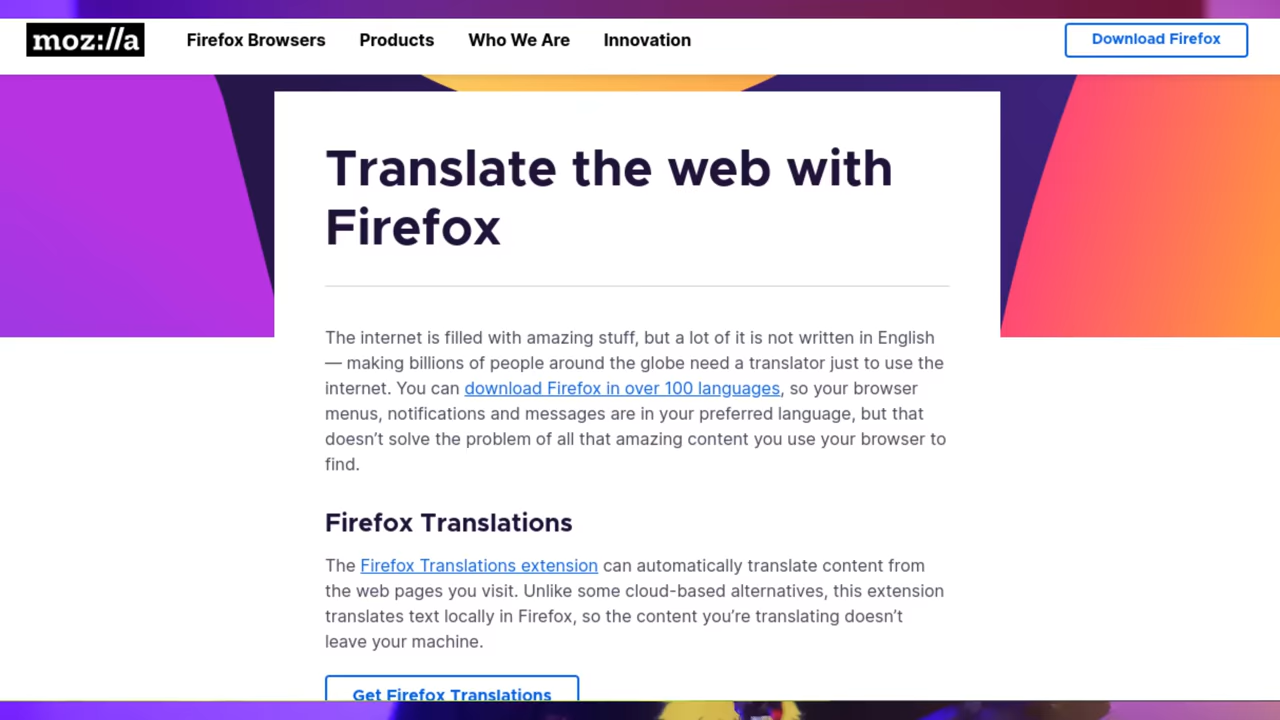 moz://a
Firefox Browsers
Products
Who We Are
Innovation
Download Firefox
Translate the web with
Firefox
The internet is filled with amazing stuff, but a lot of it is not written in English
— making billions of people around the globe need a translator just to use the
internet. You can download Firefox in over 100 languages, so your browser
menus, notifications and messages are in your preferred language, but that
doesn’t solve the problem of all that amazing content you use your browser to
find.
Firefox Translations
The Firefox Translations extension can automatically translate content from
the web pages you visit. Unlike some cloud-based alternatives, this extension
translates text locally in Firefox, so the content you’re translating doesn’t
leave your machine.
Get Firefox Translations